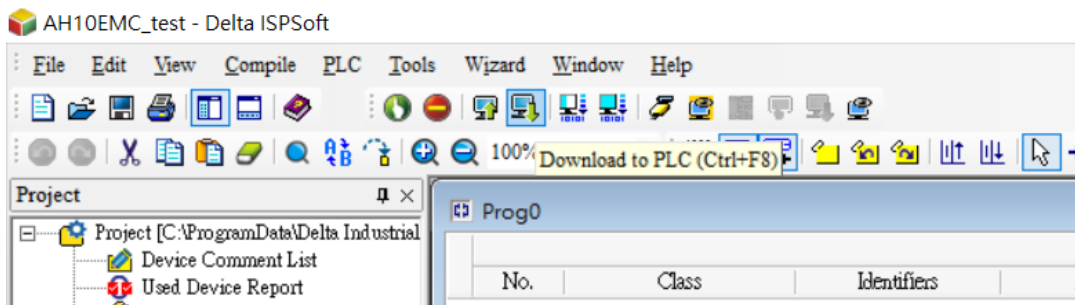 AH10EMC_test - Delta ISPSoft
File Edit View Compile PLC Tools Wizard Window Help
100%
Download to PLC (Ctrl+F8)
Project
Prog0
Project [C:\ProgramData\Delta Industrial
Device Comment List
Used Device Report
No. Class Identifiers